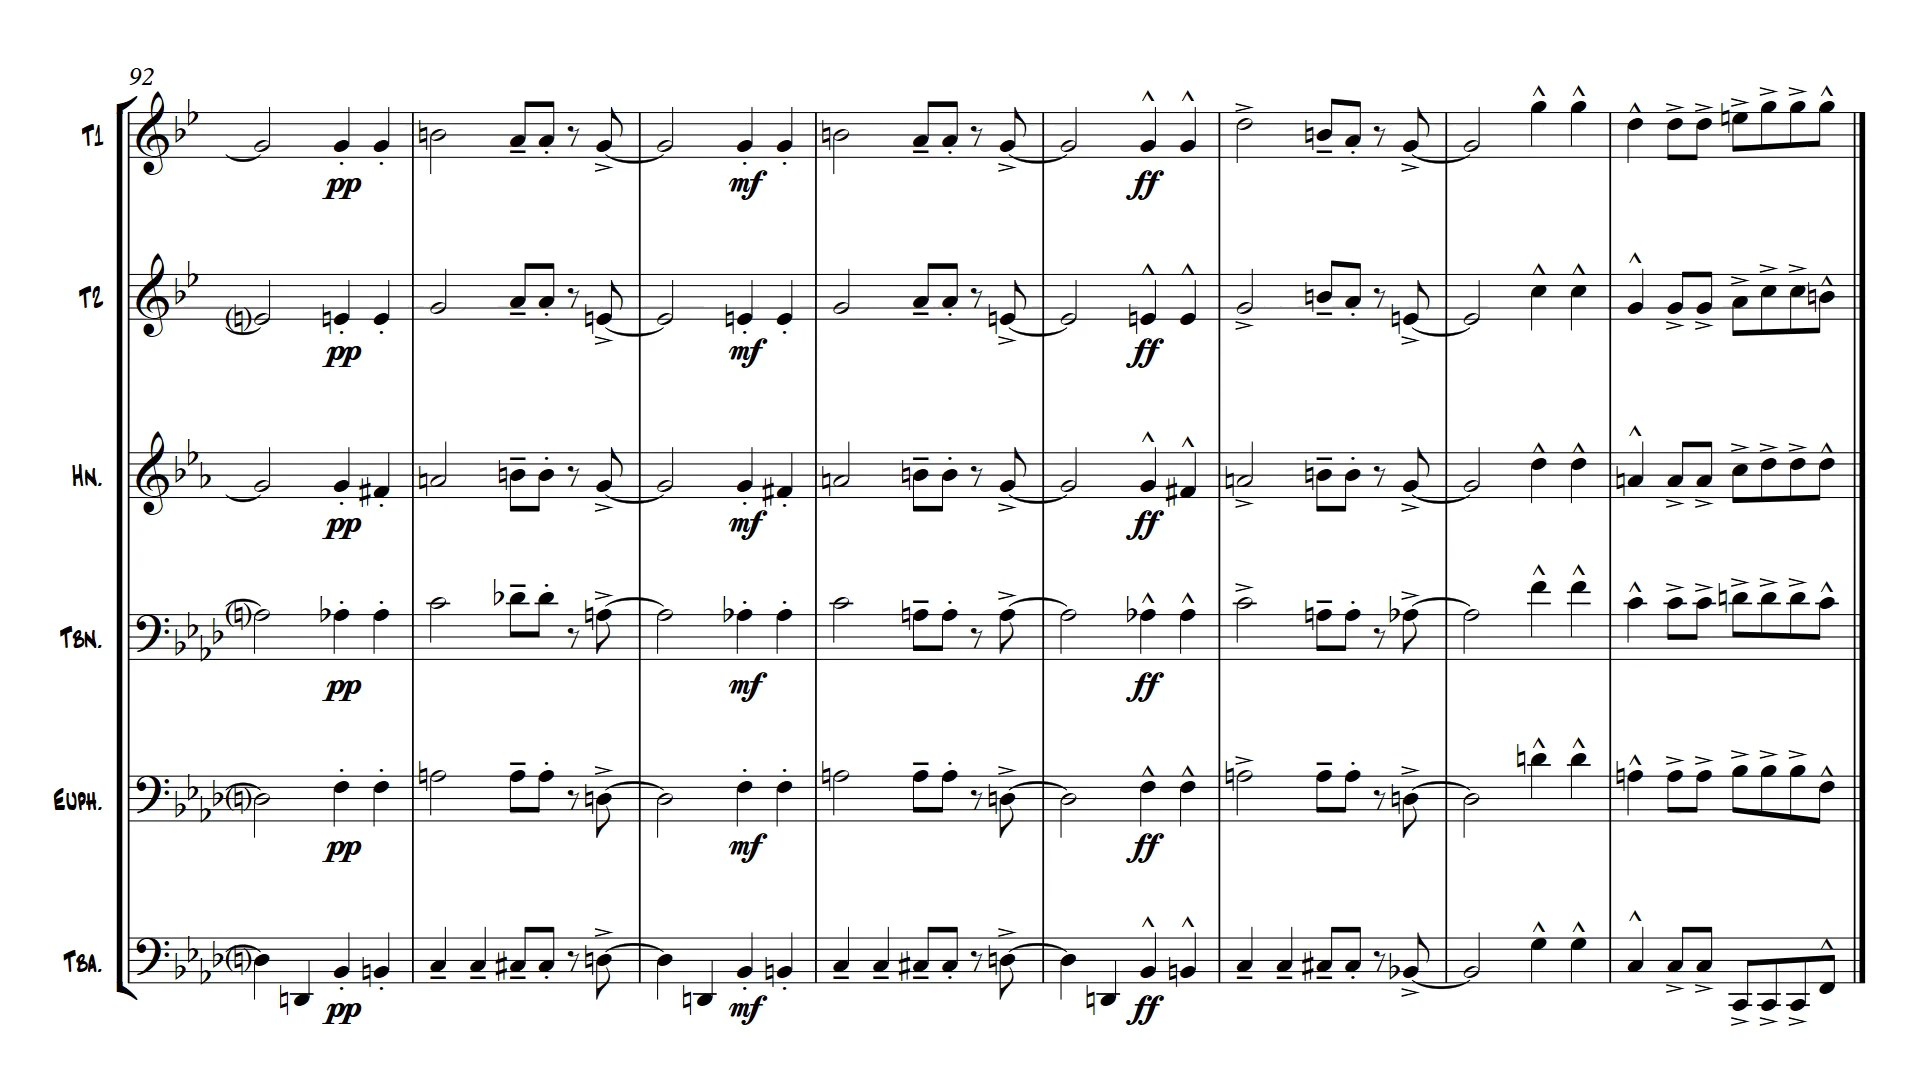 92
T1
pp mf ff
T2
pp mf ff
HN.
pp mf ff
TBN.
pp mf ff
EUPH.
pp mf ff
TBA.
pp mf ff